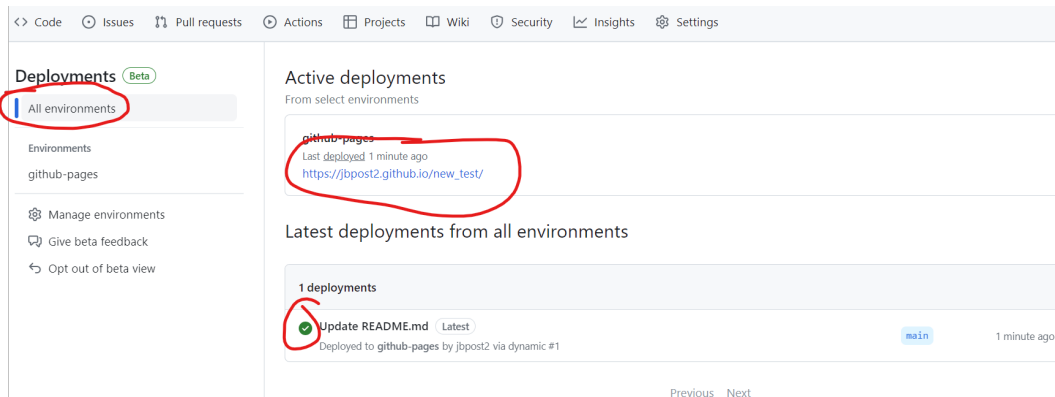 Code Issues Pull requests Actions Projects Wiki Security Insights Settings
Deployments Beta
All environments
Environments
github-pages
Manage environments
Give beta feedback
Opt out of beta view
Active deployments
From select environments
github-pages
Last deployed 1 minute ago
https://jbpost2.github.io/new_test/
Latest deployments from all environments
1 deployments
Update README.md Latest
Deployed to github-pages by jbpost2 via dynamic #1
main
1 minute ago
Previous Next